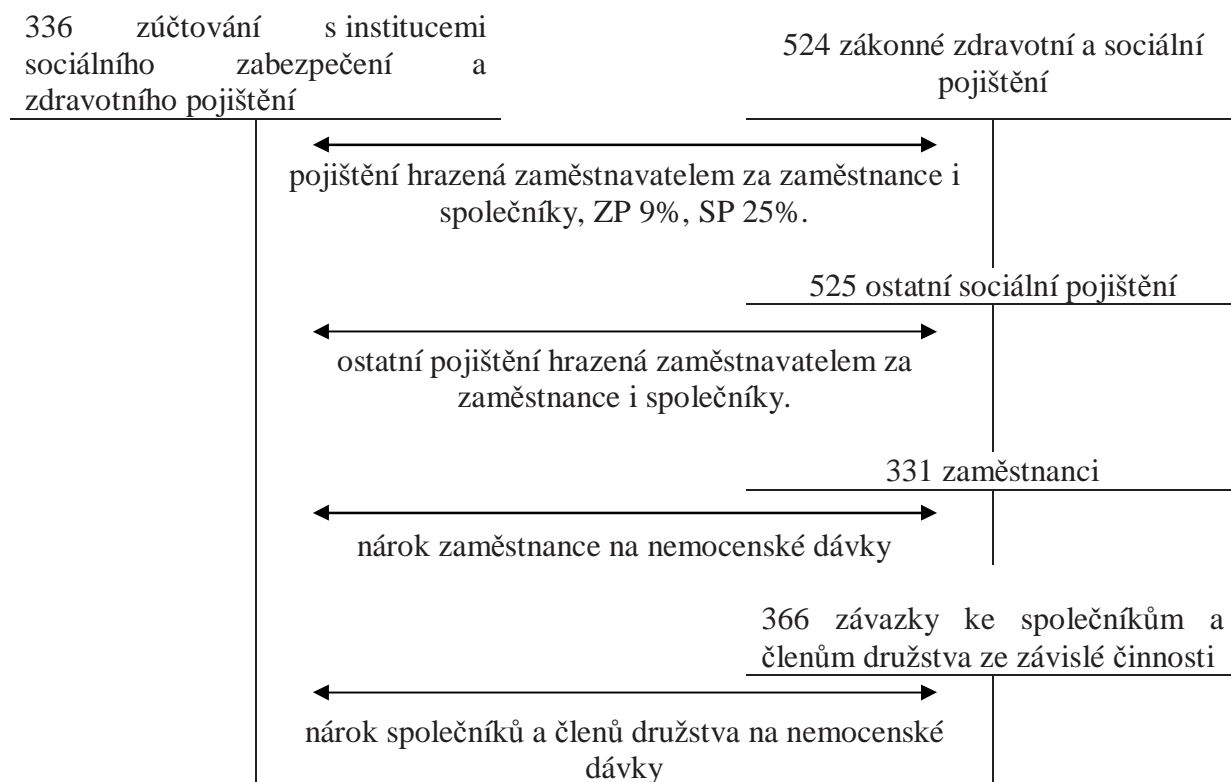 336 zúčtování s institucemi
sociálního zabezpečení a
zdravotního pojištění
524 zákonné zdravotní a sociální
pojištění
pojištění hrazená zaměstnavatelem za zaměstnance i
společníky, ZP 9%, SP 25%.
525 ostatní sociální pojištění
ostatní pojištění hrazená zaměstnavatelem za
zaměstnance i společníky.
331 zaměstnanci
nárok zaměstnance na nemocenské dávky
366 závazky ke společníkům a
členům družstva ze závislé činnosti
nárok společníků a členů družstva na nemocenské
dávky